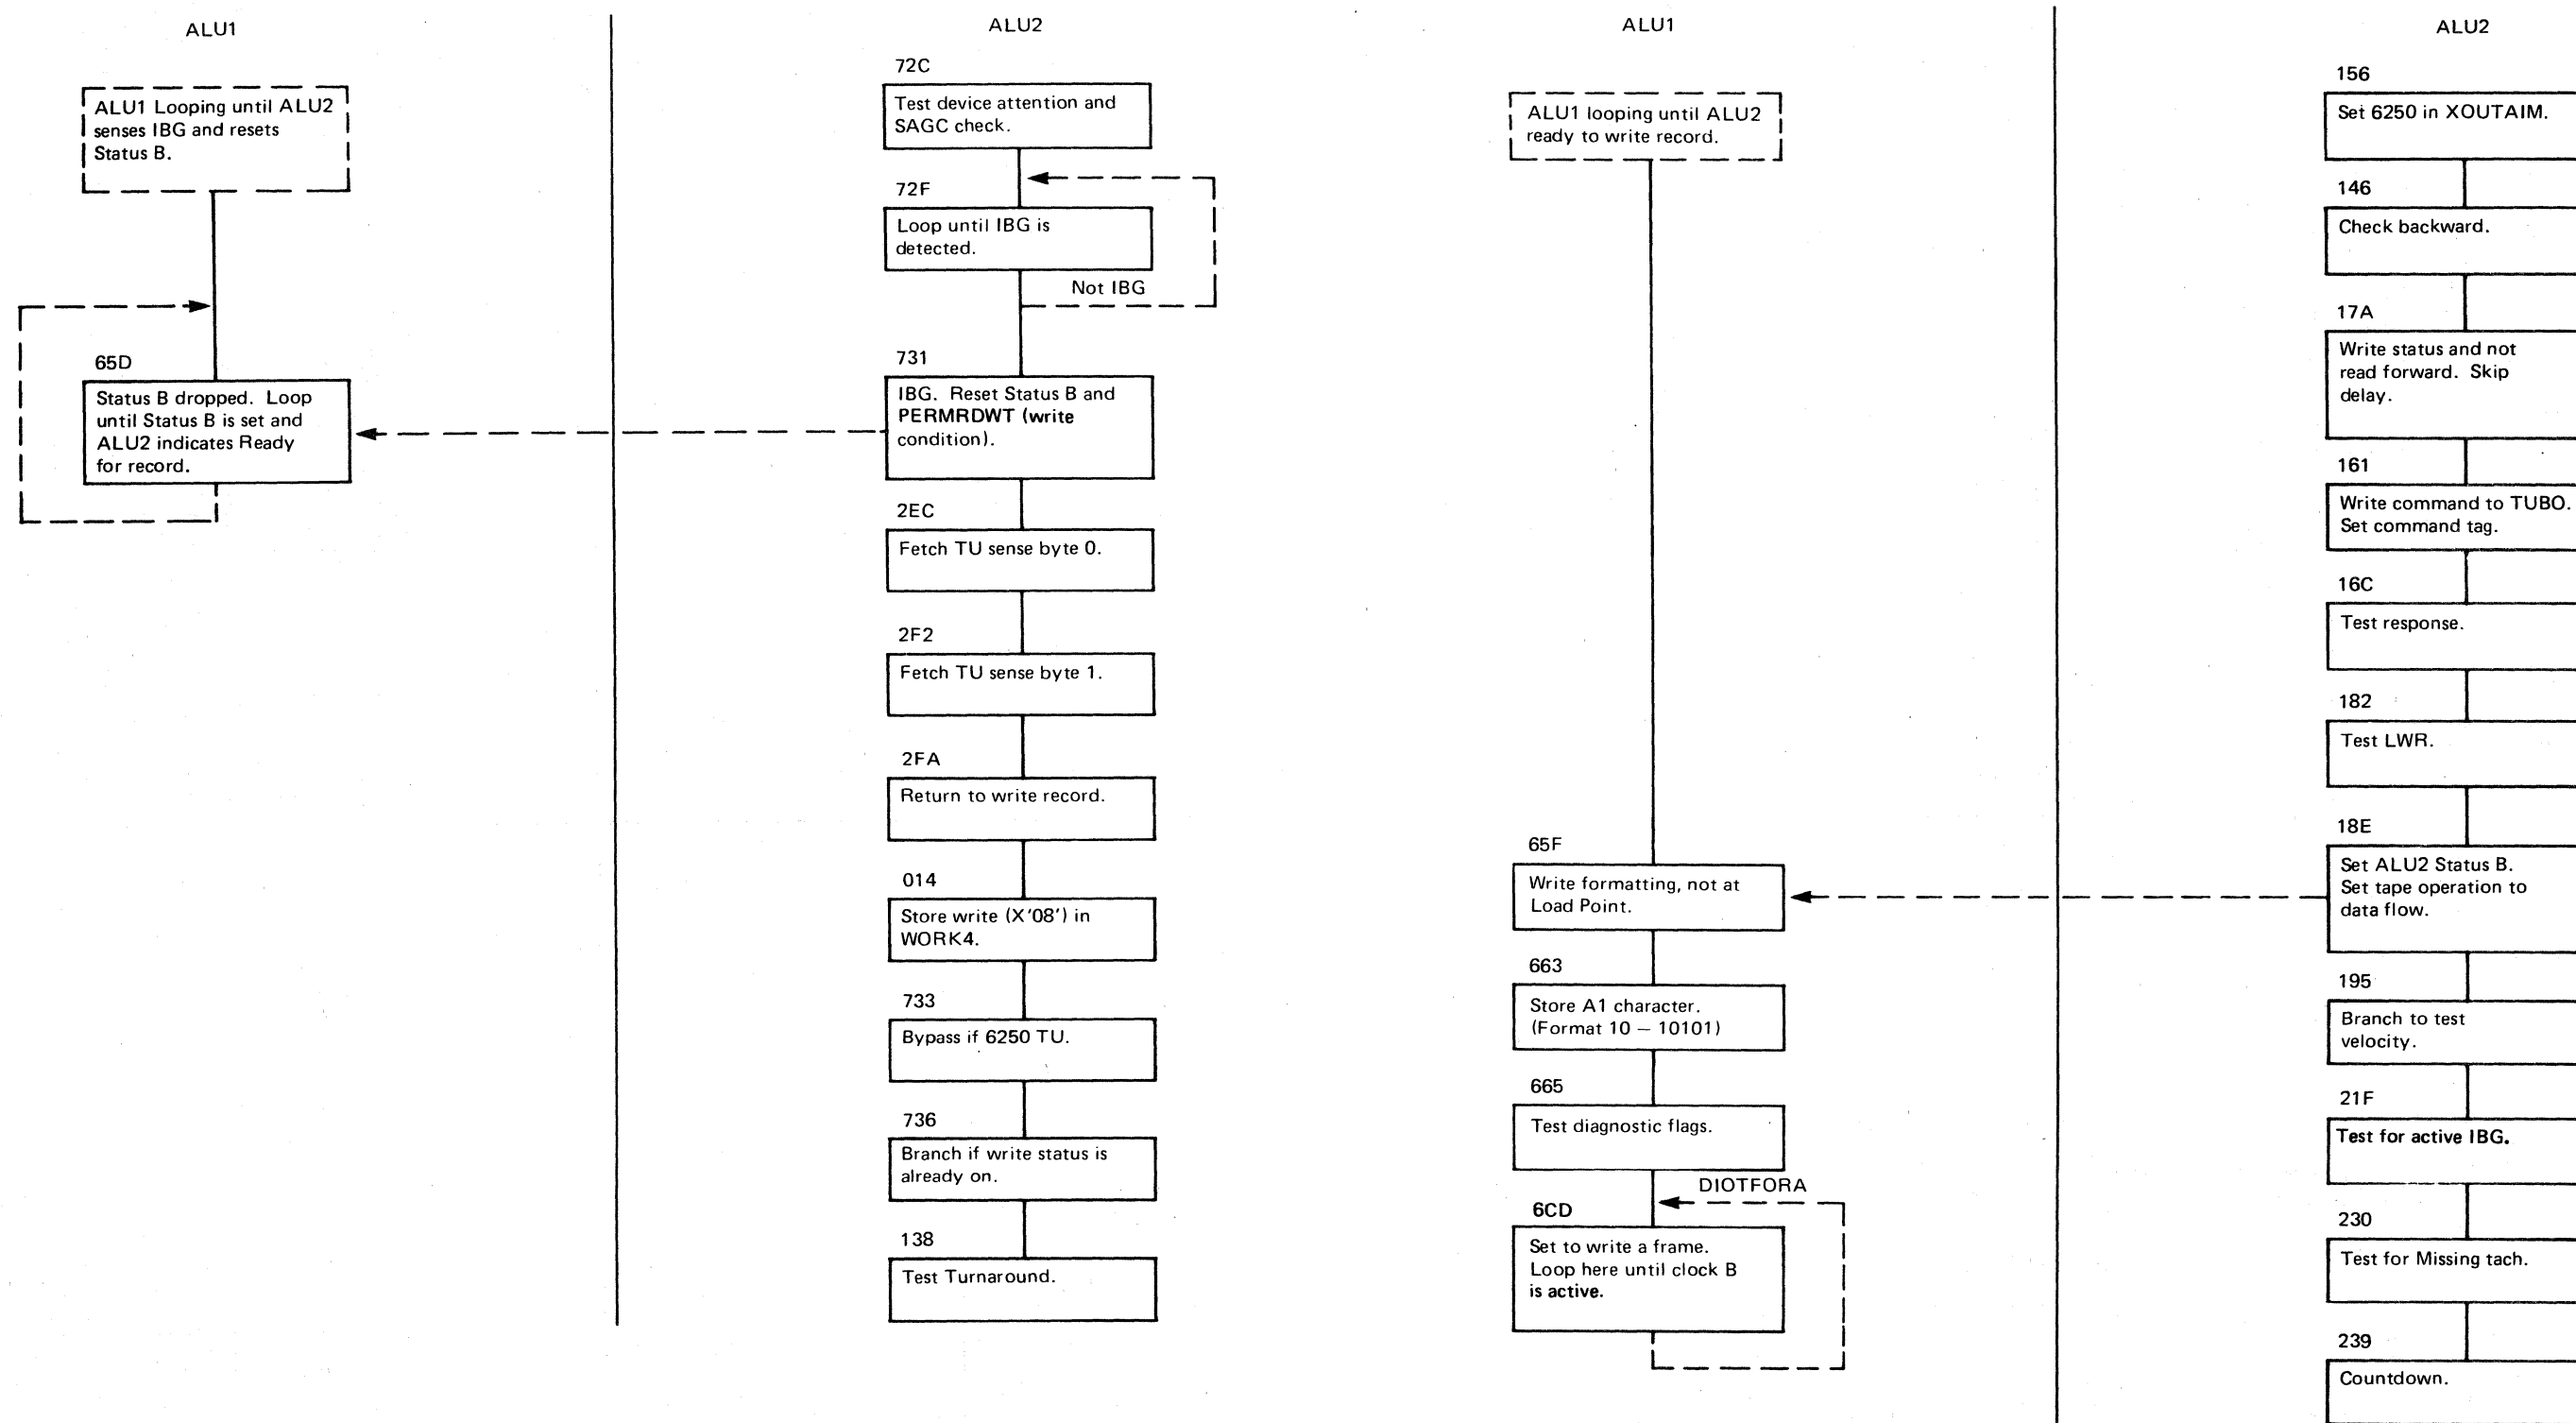 ALU1
ALU1 Looping until ALU2
senses IBG and resets
Status B.
65D
Status B dropped. Loop
until Status B is set and
ALU2 indicates Ready
for record.
ALU2
72C
Test device attention and
SAGC check.
72F
Loop until IBG is
detected.
Not IBG
731
IBG. Reset Status B and
PERMRDWT (write
condition).
2EC
Fetch TU sense byte 0.
2F2
Fetch TU sense byte 1.
2FA
Return to write record.
014
Store write (X'08') in
WORK4.
733
Bypass if 6250 TU.
736
Branch if write status is
already on.
138
Test Turnaround.
ALU1
ALU1 looping until ALU2
ready to write record.
65F
Write formatting, not at
Load Point.
663
Store A1 character.
(Format 10 — 10101)
665
Test diagnostic flags.
DIOTFORA
6CD
Set to write a frame.
Loop here until clock B
is active.
ALU2
156
Set 6250 in XOUTAIM.
146
Check backward.
17A
Write status and not
read forward. Skip
delay.
161
Write command to TUBO.
Set command tag.
16C
Test response.
182
Test LWR.
18E
Set ALU2 Status B.
Set tape operation to
data flow.
195
Branch to test
velocity.
21F
Test for active IBG.
230
Test for Missing tach.
239
Countdown.